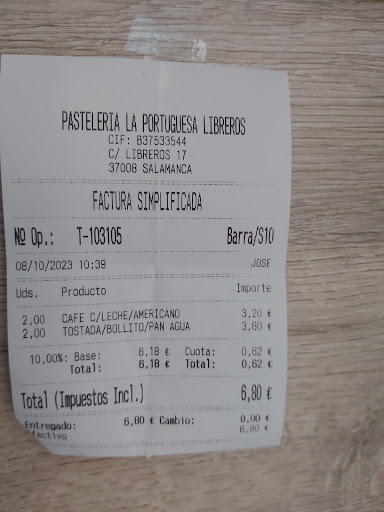 PASTELERIA LA PORTUGUESA LIBREROS
CIF: B37533544
C/ LIBREROS 17
37008 SALAMANCA
FACTURA SIMPLIFICADA
Nº Op.: T-103105 Barra/S10
08/10/2023 10:39 JOSE
Uds. Producto Importe
2,00 CAFE C/LECHE/AMERICANO 3,20 €
2,00 TOSTADA/BOLLITO/PAN AGUA 3,60 €
10,00%: Base: 6,18 € Cuota: 0,62 €
Total: 6,18 € Total: 0,62 €
Total (Impuestos Incl.) 6,80 €
Entregado: 6,80 € Cambio: 0,00 €
Efectivo 6,80 €